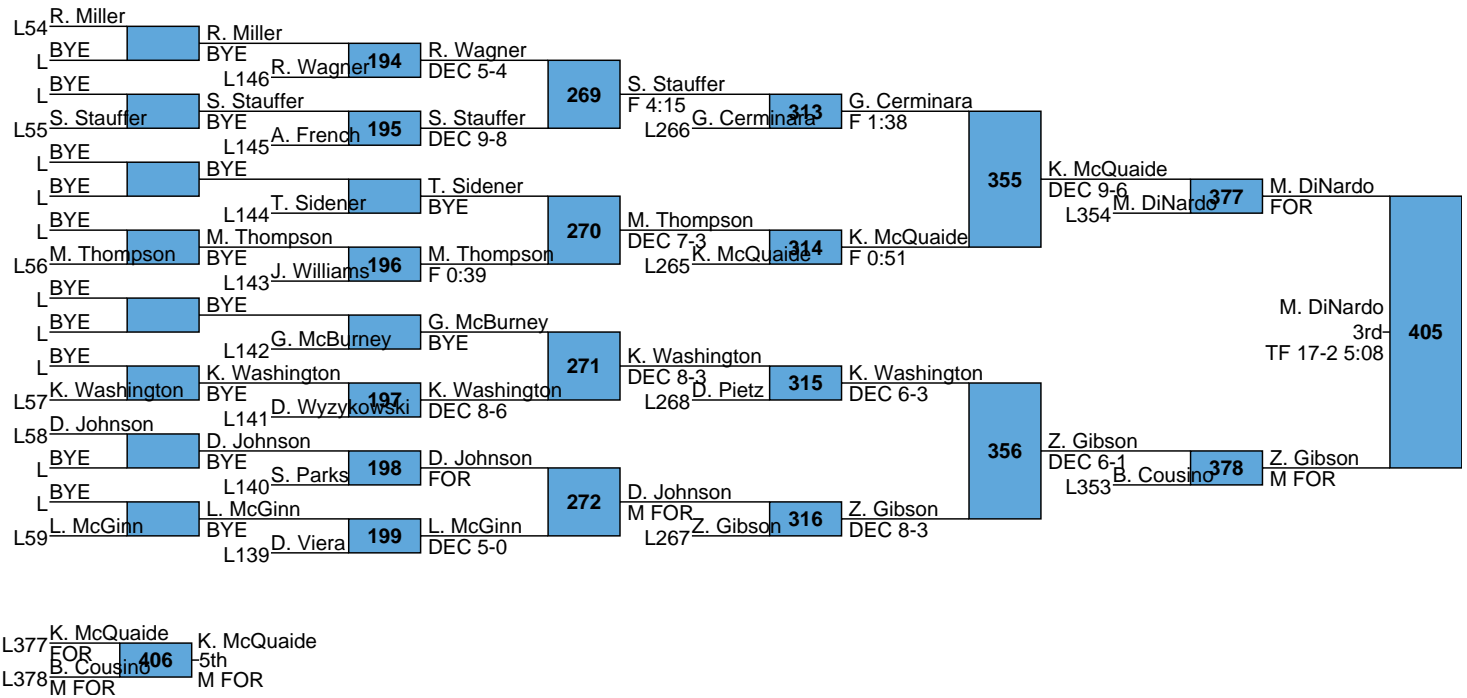 R. Miller
L54
BYE
L
R. Miller
BYE
L146 R. Wagner
194
R. Wagner
DEC 5-4
BYE
L
L55 S. Stauffer
S. Stauffer
BYE
L145 A. French
195
S. Stauffer
DEC 9-8
269
S. Stauffer
F 4:15
L266 G. Cerminara
313
G. Cerminara
F 1:38
BYE
L
BYE
L
BYE
L144 T. Sidener
T. Sidener
BYE
BYE
L
L56 M. Thompson
M. Thompson
BYE
L143 J. Williams
196
M. Thompson
F 0:39
270
M. Thompson
DEC 7-3
L265 K. McQuaide
314
K. McQuaide
F 0:51
355
K. McQuaide
DEC 9-6
L354 M. DiNardo
377
M. DiNardo
FOR
BYE
L
BYE
L
BYE
L142 G. McBurney
G. McBurney
BYE
BYE
L
L57 K. Washington
K. Washington
BYE
L141 D. Wyzykowski
197
K. Washington
DEC 8-6
271
K. Washington
DEC 8-3
L268 D. Pietz
315
K. Washington
DEC 6-3
D. Johnson
L58
BYE
L
D. Johnson
BYE
L140 S. Parks
198
D. Johnson
FOR
BYE
L
L59 L. McGinn
L. McGinn
BYE
L139 D. Viera
199
L. McGinn
DEC 5-0
272
D. Johnson
M FOR
L267 Z. Gibson
316
Z. Gibson
DEC 8-3
356
Z. Gibson
DEC 6-1
L353 B. Cousino
378
Z. Gibson
M FOR
M. DiNardo
3rd
TF 17-2 5:08
405
L377 K. McQuaide
FOR
L378 B. Cousino
M FOR
406
K. McQuaide
5th
M FOR